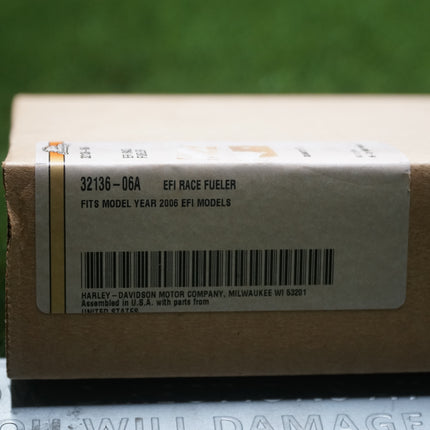 32136-06A EFI RACE FUELER
FITS MODEL YEAR 2006 EFI MODELS
HARLEY-DAVIDSON MOTOR COMPANY, MILWAUKEE WI 53201
Assembled in U.S.A. with parts from
UNITED STATES
YOU WILL DAMAGE